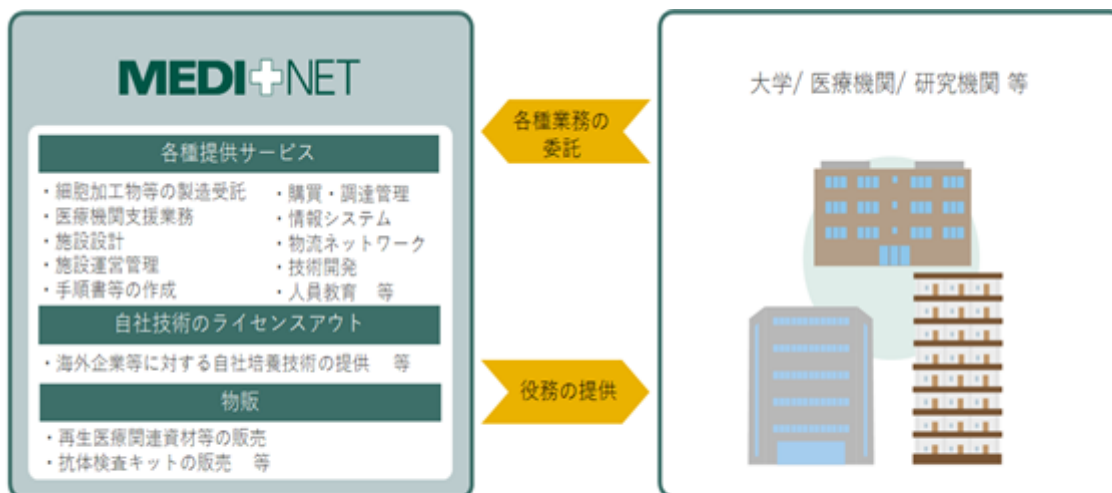 MEDI+NET
各種提供サービス
・細胞加工物等の製造受託
・医療機関支援業務
・施設設計
・施設運営管理
・手順書等の作成
・購買・調達管理
・情報システム
・物流ネットワーク
・技術開発
・人員教育　等
自社技術のライセンスアウト
・海外企業等に対する自社培養技術の提供　等
物販
・再生医療関連資材等の販売
・抗体検査キットの販売　等
各種業務の
委託
役務の提供
大学/ 医療機関/ 研究機関 等